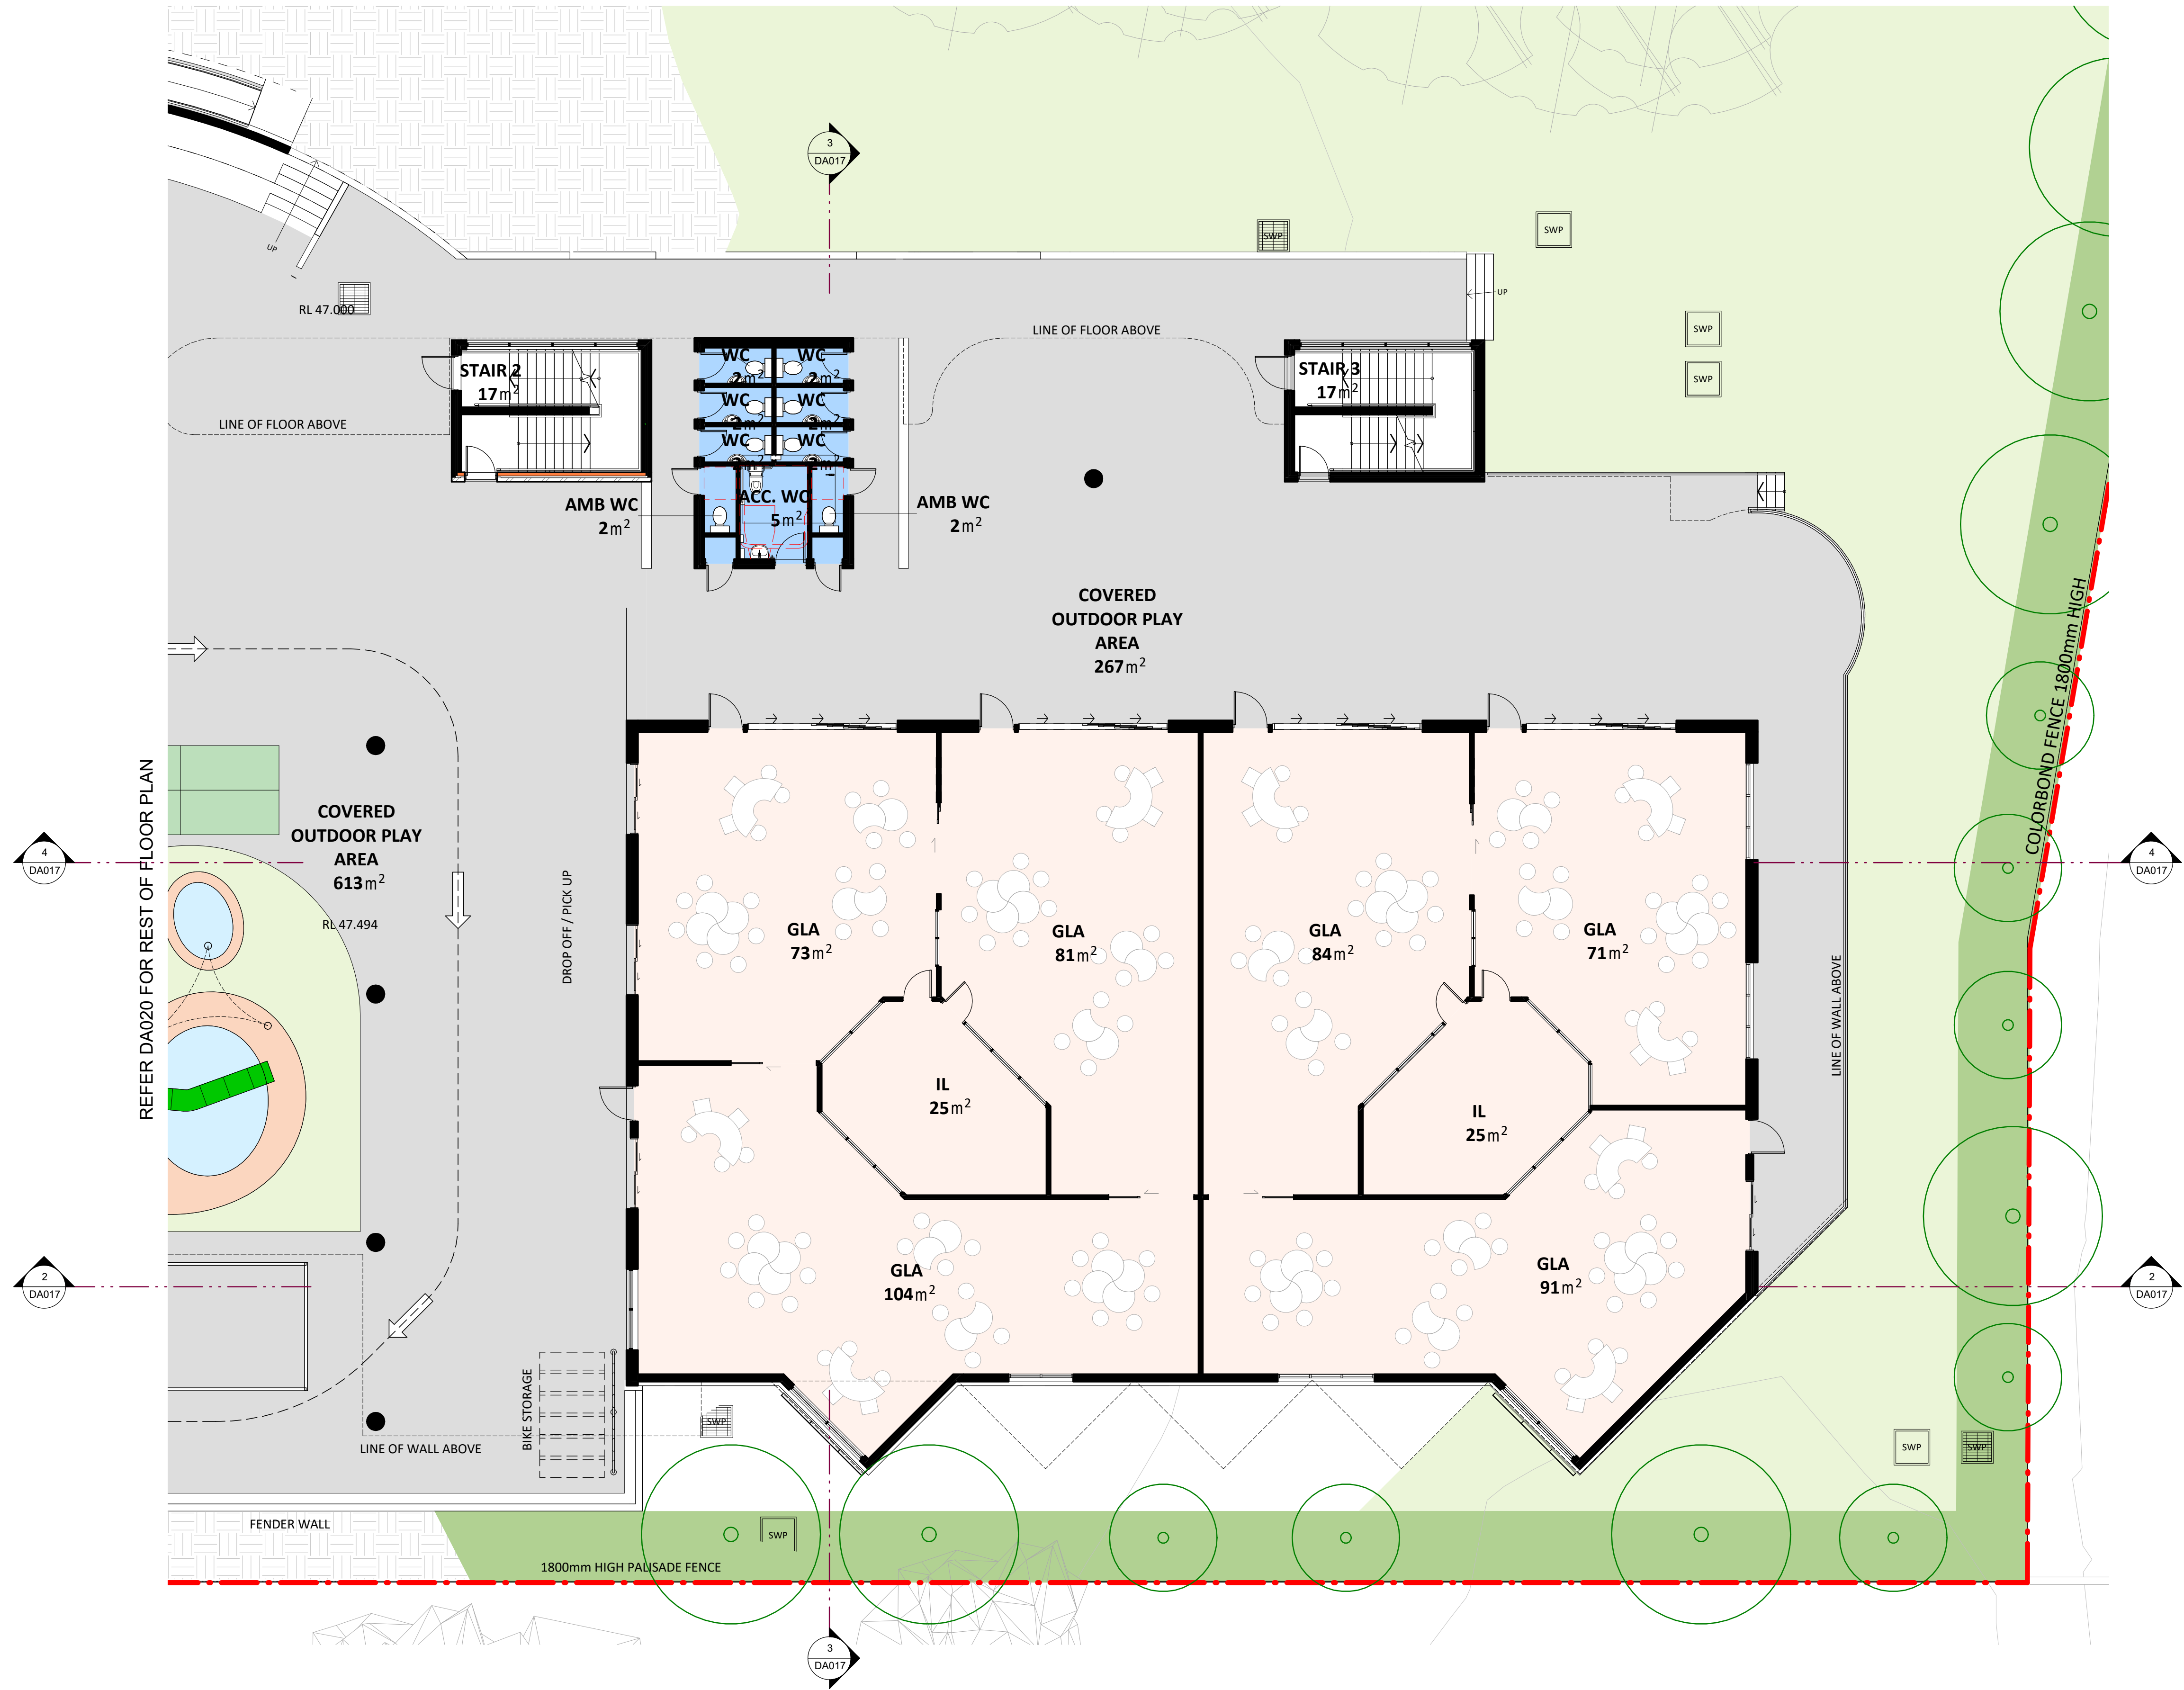 3
DA017
SWP
SWP
UP
UP
RL 47.000
LINE OF FLOOR ABOVE
SWP
SWP
STAIR 2
17m²
WC
2m²
WC
2m²
STAIR 3
17m²
LINE OF FLOOR ABOVE
WC
2m²
WC
2m²
WC
2m²
WC
2m²
AMB WC
2m²
ACC. WC
5m²
AMB WC
2m²
COVERED
OUTDOOR PLAY
AREA
267m²
COLORBOND FENCE 1800mm HIGH
REFER DA020 FOR REST OF FLOOR PLAN
COVERED
OUTDOOR PLAY
AREA
613m²
RL 47.494
4
DA017
4
DA017
DROP OFF / PICK UP
GLA
73m²
GLA
81m²
GLA
84m²
GLA
71m²
LINE OF WALL ABOVE
IL
25m²
IL
25m²
GLA
104m²
GLA
91m²
2
DA017
2
DA017
BIKE STORAGE
SWP
LINE OF WALL ABOVE
SWP
SWP
FENDER WALL
SWP
1800mm HIGH PALISADE FENCE
3
DA017